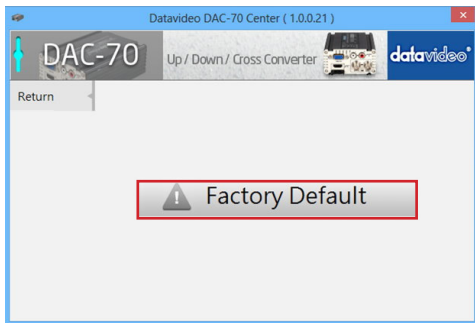 Datavideo DAC-70 Center ( 1.0.0.21 )
DAC-70
Up / Down / Cross Converter
datavideo
Return
Factory Default